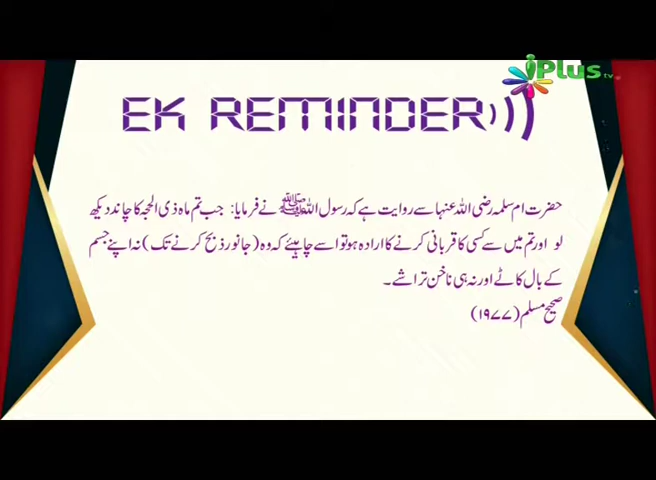 iPlus tv
EK REMINDER
حضرت ام سلمہ رضی اللہ عنہا سے روایت ہے کہ رسول اللہ ﷺ نے فرمایا: جب تم ماہ ذی الحجہ کا چاند دیکھ
لو اور تم میں سے کسی کا قربانی کرنے کا ارادہ ہو تو اسے چاہیئے کہ وہ (جانور ذبح کرنے تک) نہ اپنے جسم
کے بال کاٹے اور نہ ہی ناخن تراشے۔
صحیح مسلم (۱۹۷۷)